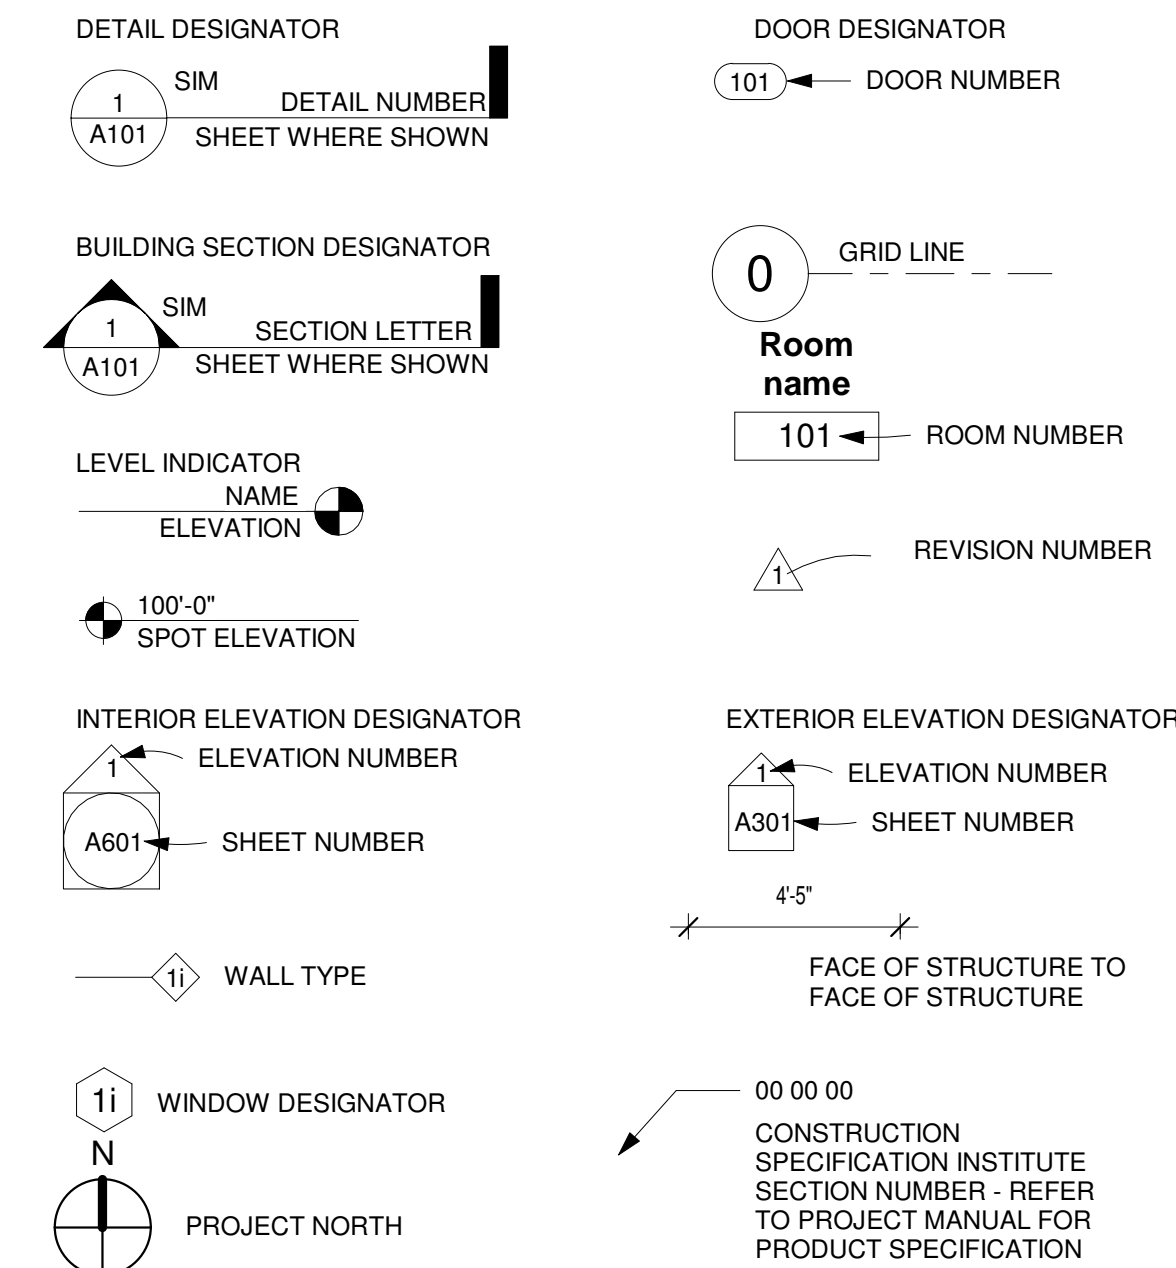 DETAIL DESIGNATOR
SIM
1
DETAIL NUMBER
A101
SHEET WHERE SHOWN
BUILDING SECTION DESIGNATOR
SIM
1
SECTION LETTER
A101
SHEET WHERE SHOWN
LEVEL INDICATOR
NAME
ELEVATION
100'-0"
SPOT ELEVATION
INTERIOR ELEVATION DESIGNATOR
1
ELEVATION NUMBER
A601
SHEET NUMBER
1i
WALL TYPE
1i
WINDOW DESIGNATOR
N
PROJECT NORTH
DOOR DESIGNATOR
101
DOOR NUMBER
0
GRID LINE
Room
name
101
ROOM NUMBER
1
REVISION NUMBER
EXTERIOR ELEVATION DESIGNATOR
1
ELEVATION NUMBER
A301
SHEET NUMBER
4'-5"
FACE OF STRUCTURE TO
FACE OF STRUCTURE
00 00 00
CONSTRUCTION
SPECIFICATION INSTITUTE
SECTION NUMBER - REFER
TO PROJECT MANUAL FOR
PRODUCT SPECIFICATION